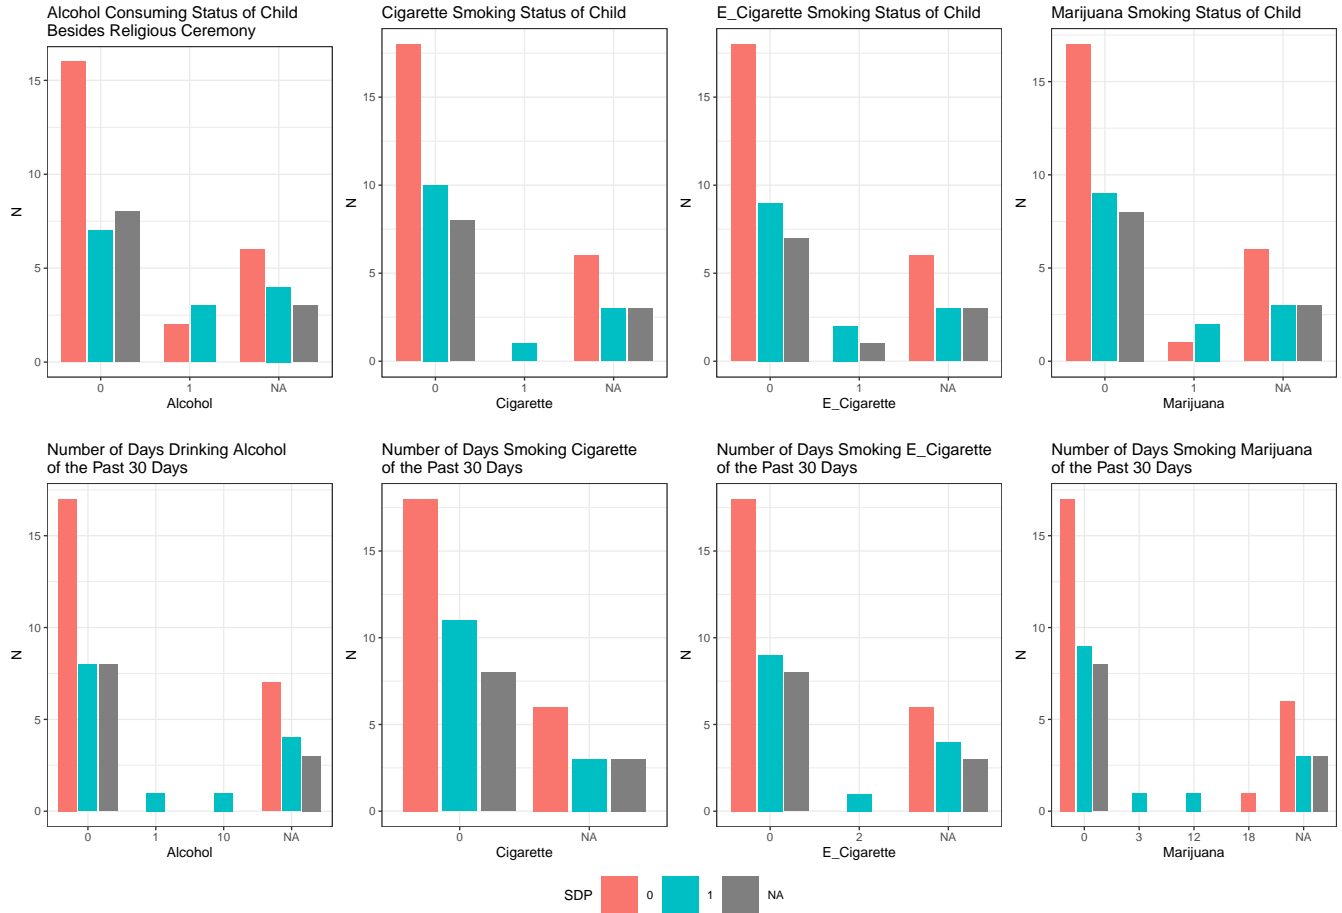 Alcohol Consuming Status of Child
Besides Religious Ceremony
15
10
5
0
N
0 1 NA
Alcohol
Cigarette Smoking Status of Child
15
10
5
0
N
0 1 NA
Cigarette
E_Cigarette Smoking Status of Child
15
10
5
0
N
0 1 NA
E_Cigarette
Marijuana Smoking Status of Child
15
10
5
0
N
0 1 NA
Marijuana
Number of Days Drinking Alcohol
of the Past 30 Days
15
10
5
0
N
0 1 10 NA
Alcohol
Number of Days Smoking Cigarette
of the Past 30 Days
15
10
5
0
N
0 NA
Cigarette
Number of Days Smoking E_Cigarette
of the Past 30 Days
15
10
5
0
N
0 2 NA
E_Cigarette
Number of Days Smoking Marijuana
of the Past 30 Days
15
10
5
0
N
0 3 12 18 NA
Marijuana
SDP 0 1 NA